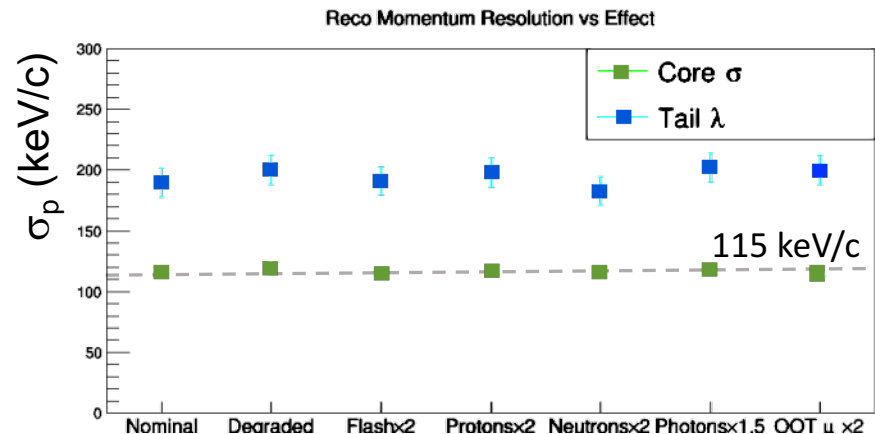 Reco Momentum Resolution vs Effect
σp (keV/c)
300
250
200
150
100
50
0
Core σ
Tail λ
115 keV/c
Nominal Degraded Flash×2 Protons×2 Neutrons×2 Photons×1.5 OOT μ ×2